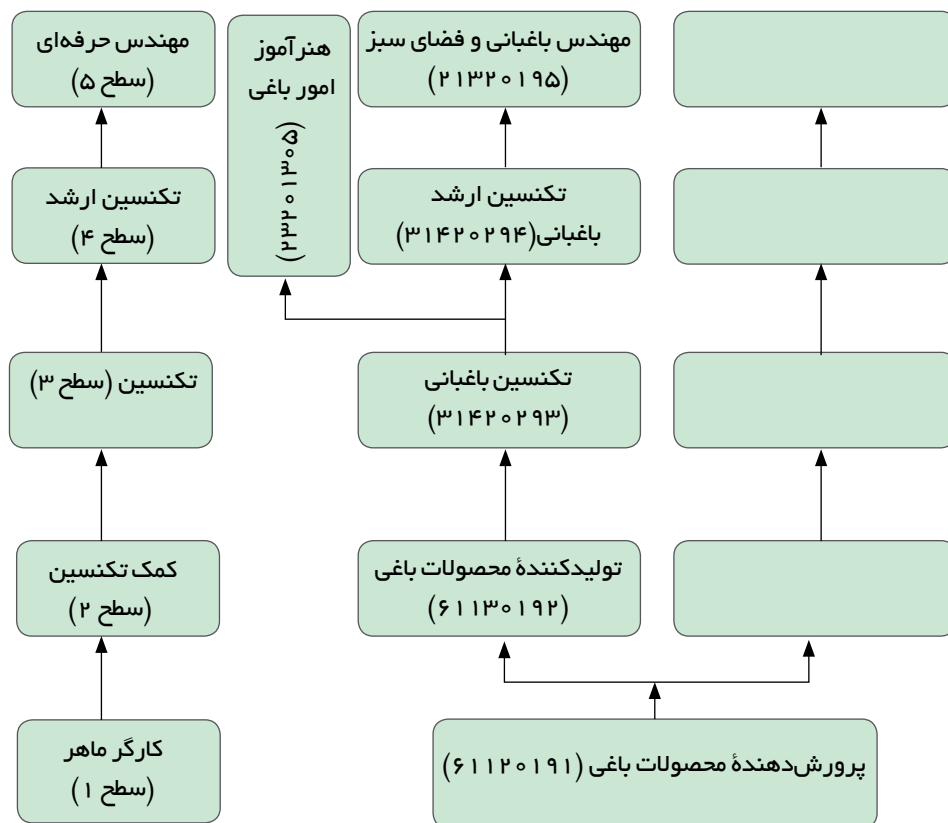 مهندس باغبانی و فضای سبز
(۲۱۳۲۰۱۹۵)
هنرآموز
امور باغی
(۲۳۲۰۱۳۰۵)
مهندس حرفه‌ای
(سطح ۵)
تکنسین ارشد
باغبانی(۳۱۴۲۰۲۹۴)
تکنسین ارشد
(سطح ۴)
تکنسین باغبانی
(۳۱۴۲۰۲۹۳)
تکنسین (سطح ۳)
تولیدکنندهٔ محصولات باغی
(۶۱۱۳۰۱۹۲)
کمک تکنسین
(سطح ۲)
پرورش‌دهندهٔ محصولات باغی (۶۱۱۲۰۱۹۱)
کارگر ماهر
(سطح ۱)